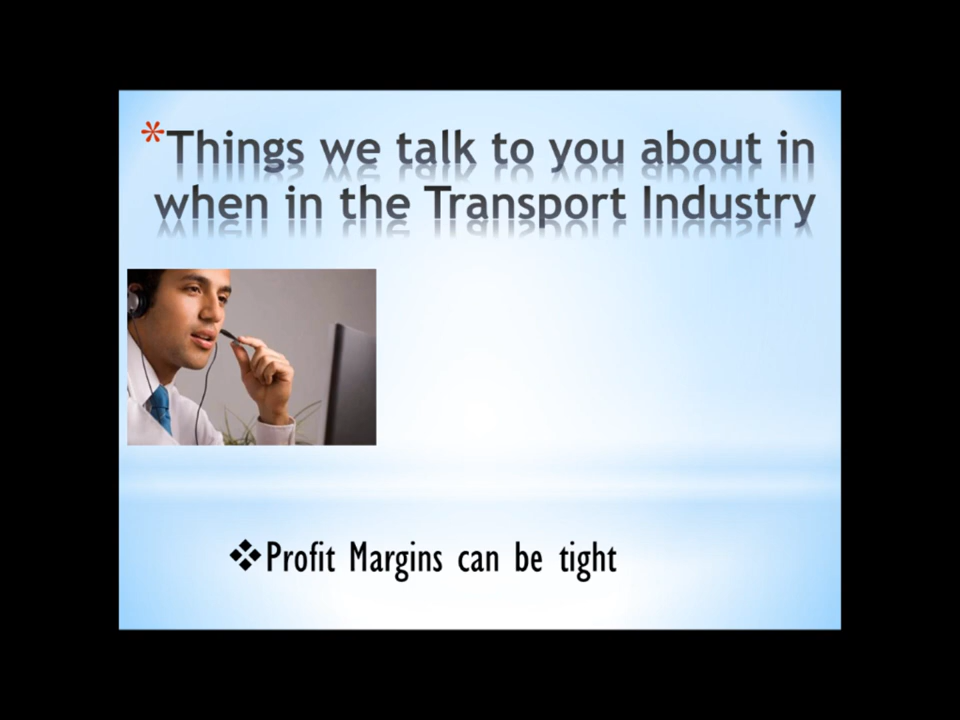 *Things we talk to you about in
when in the Transport Industry
❖Profit Margins can be tight